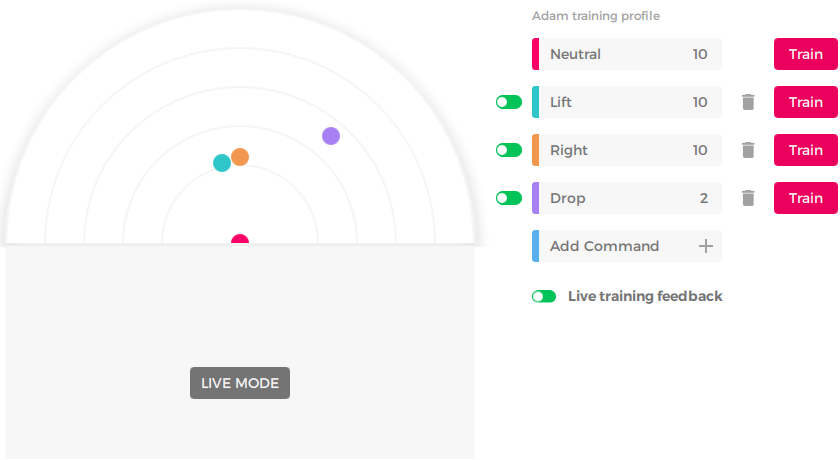 Adam training profile
Neutral 10 Train
Lift 10 Train
Right 10 Train
Drop 2 Train
Add Command +
Live training feedback
LIVE MODE